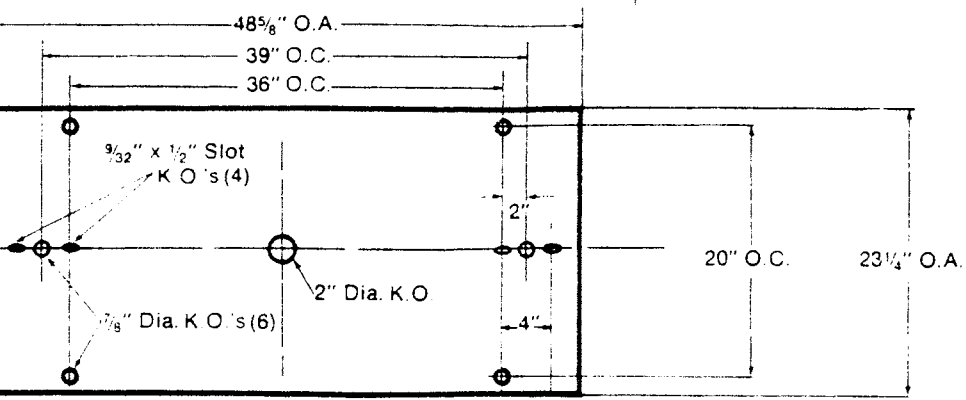 48⅝" O.A.
39" O.C.
36" O.C.
9/32" x ½" Slot
K.O.'s (4)
2"
20" O.C.
23¼" O.A.
2" Dia. K.O.
⅞" Dia. K.O.'s (6)
4"